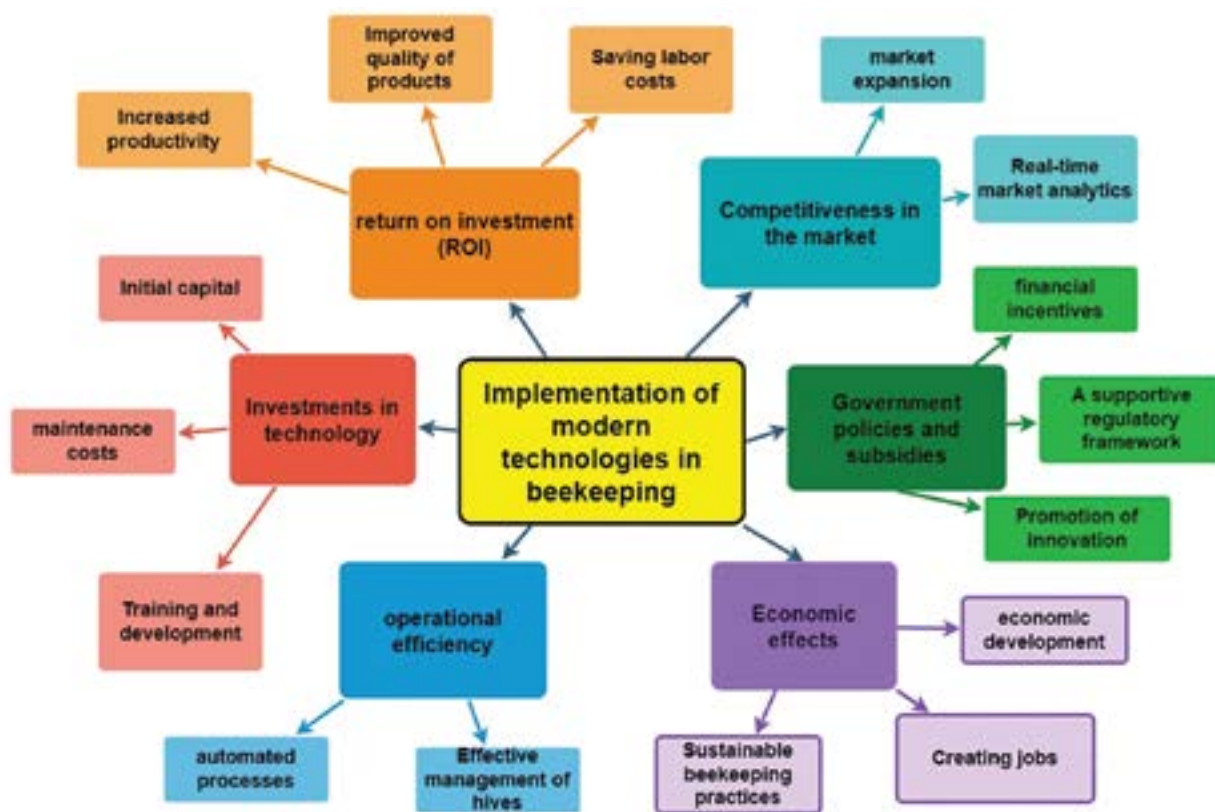 Improved
quality of
products
Saving labor
costs
market
expansion
Increased
productivity
Real-time
market analytics
return on investment
(ROI)
Competitiveness in
the market
Initial capital
financial
incentives
Implementation of
modern
technologies in
beekeeping
Investments in
technology
Government
policies and
subsidies
A supportive
regulatory
framework
maintenance
costs
Promotion of
innovation
Training and
development
operational
efficiency
Economic
effects
economic
development
automated
processes
Effective
management of
hives
Sustainable
beekeeping
practices
Creating jobs